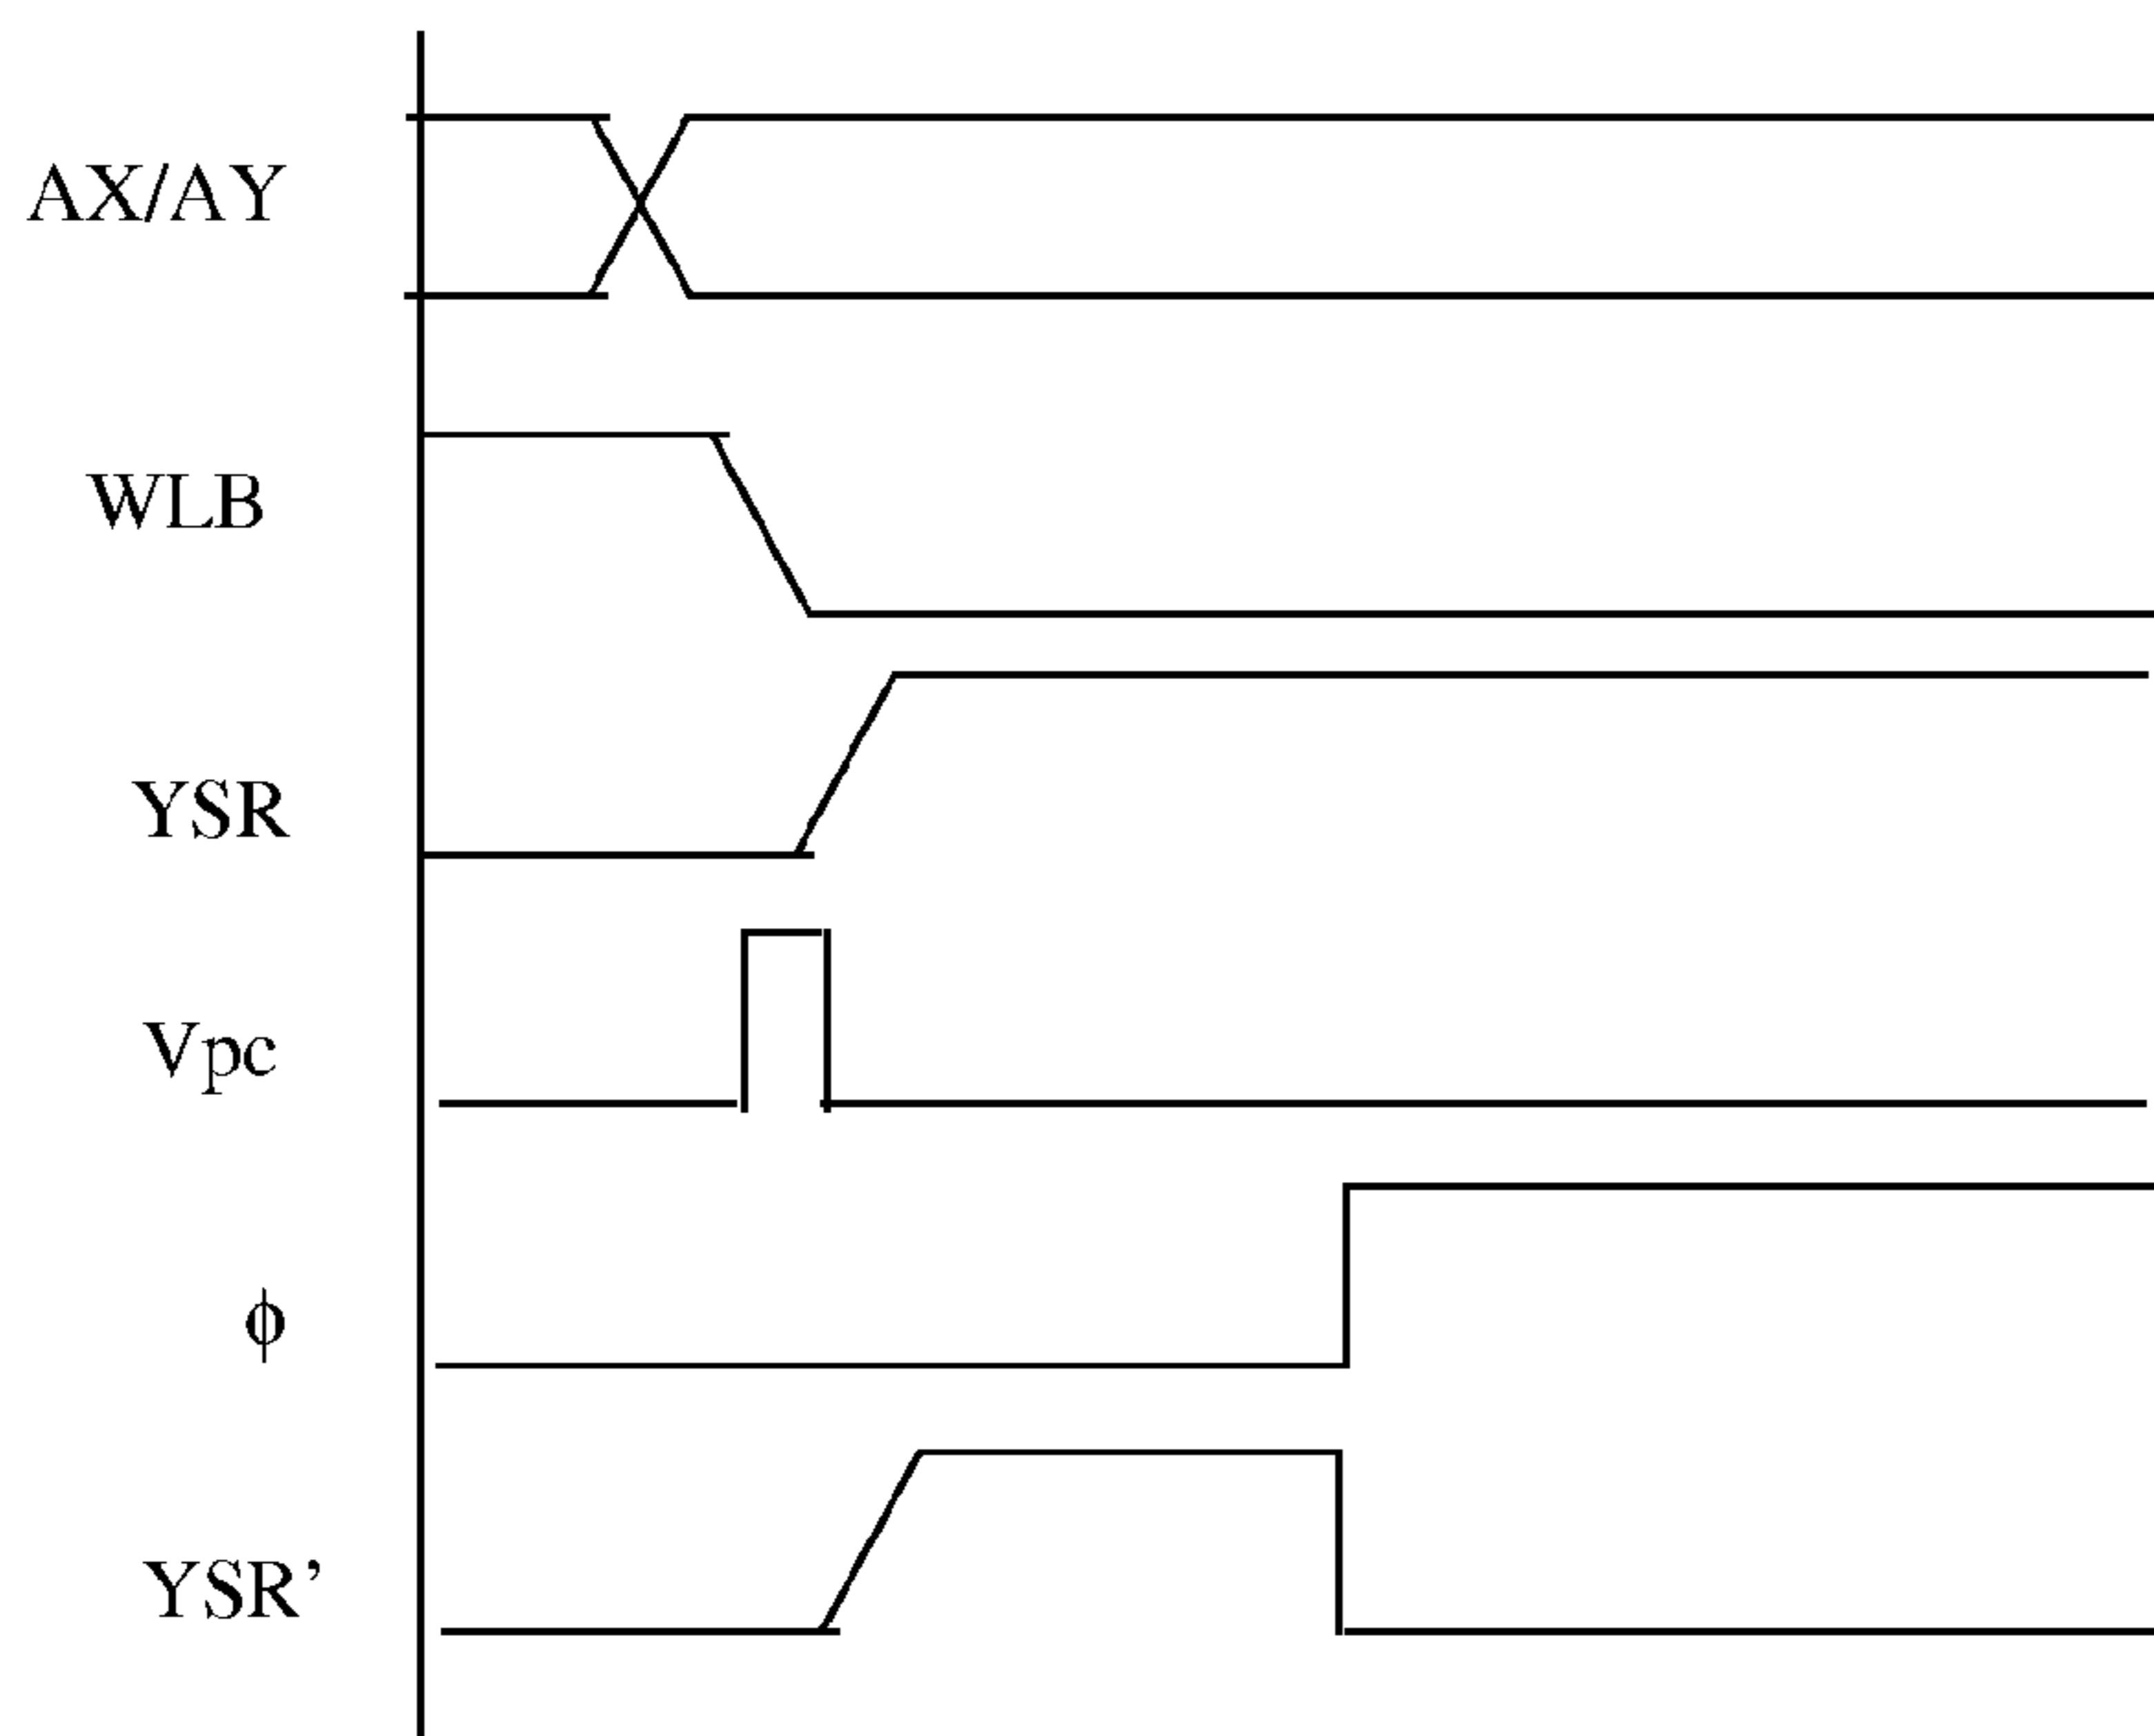 AX/AY
WLB
YSR
Vpc
ϕ
YSR’